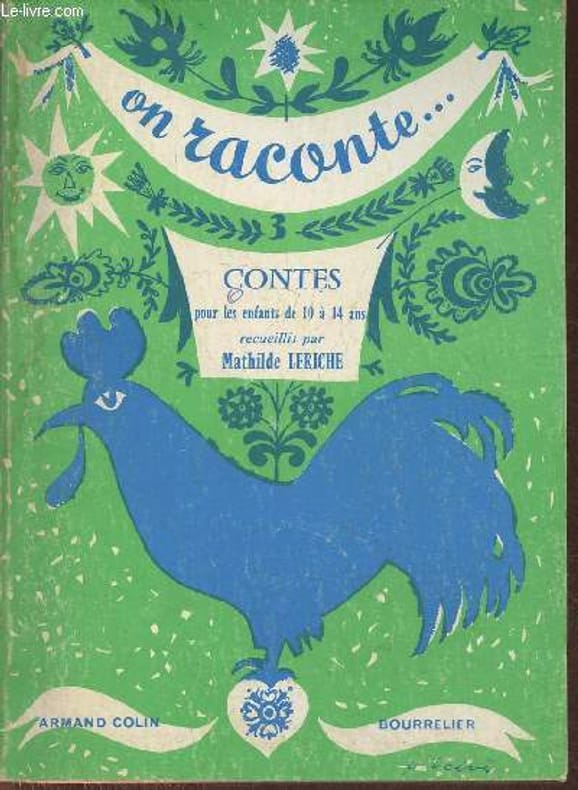 Le-livre.com
on raconte...
3
CONTES
pour les enfants de 10 à 14 ans
recueillis par
Mathilde LERICHE
ARMAND COLIN
BOURRELIER